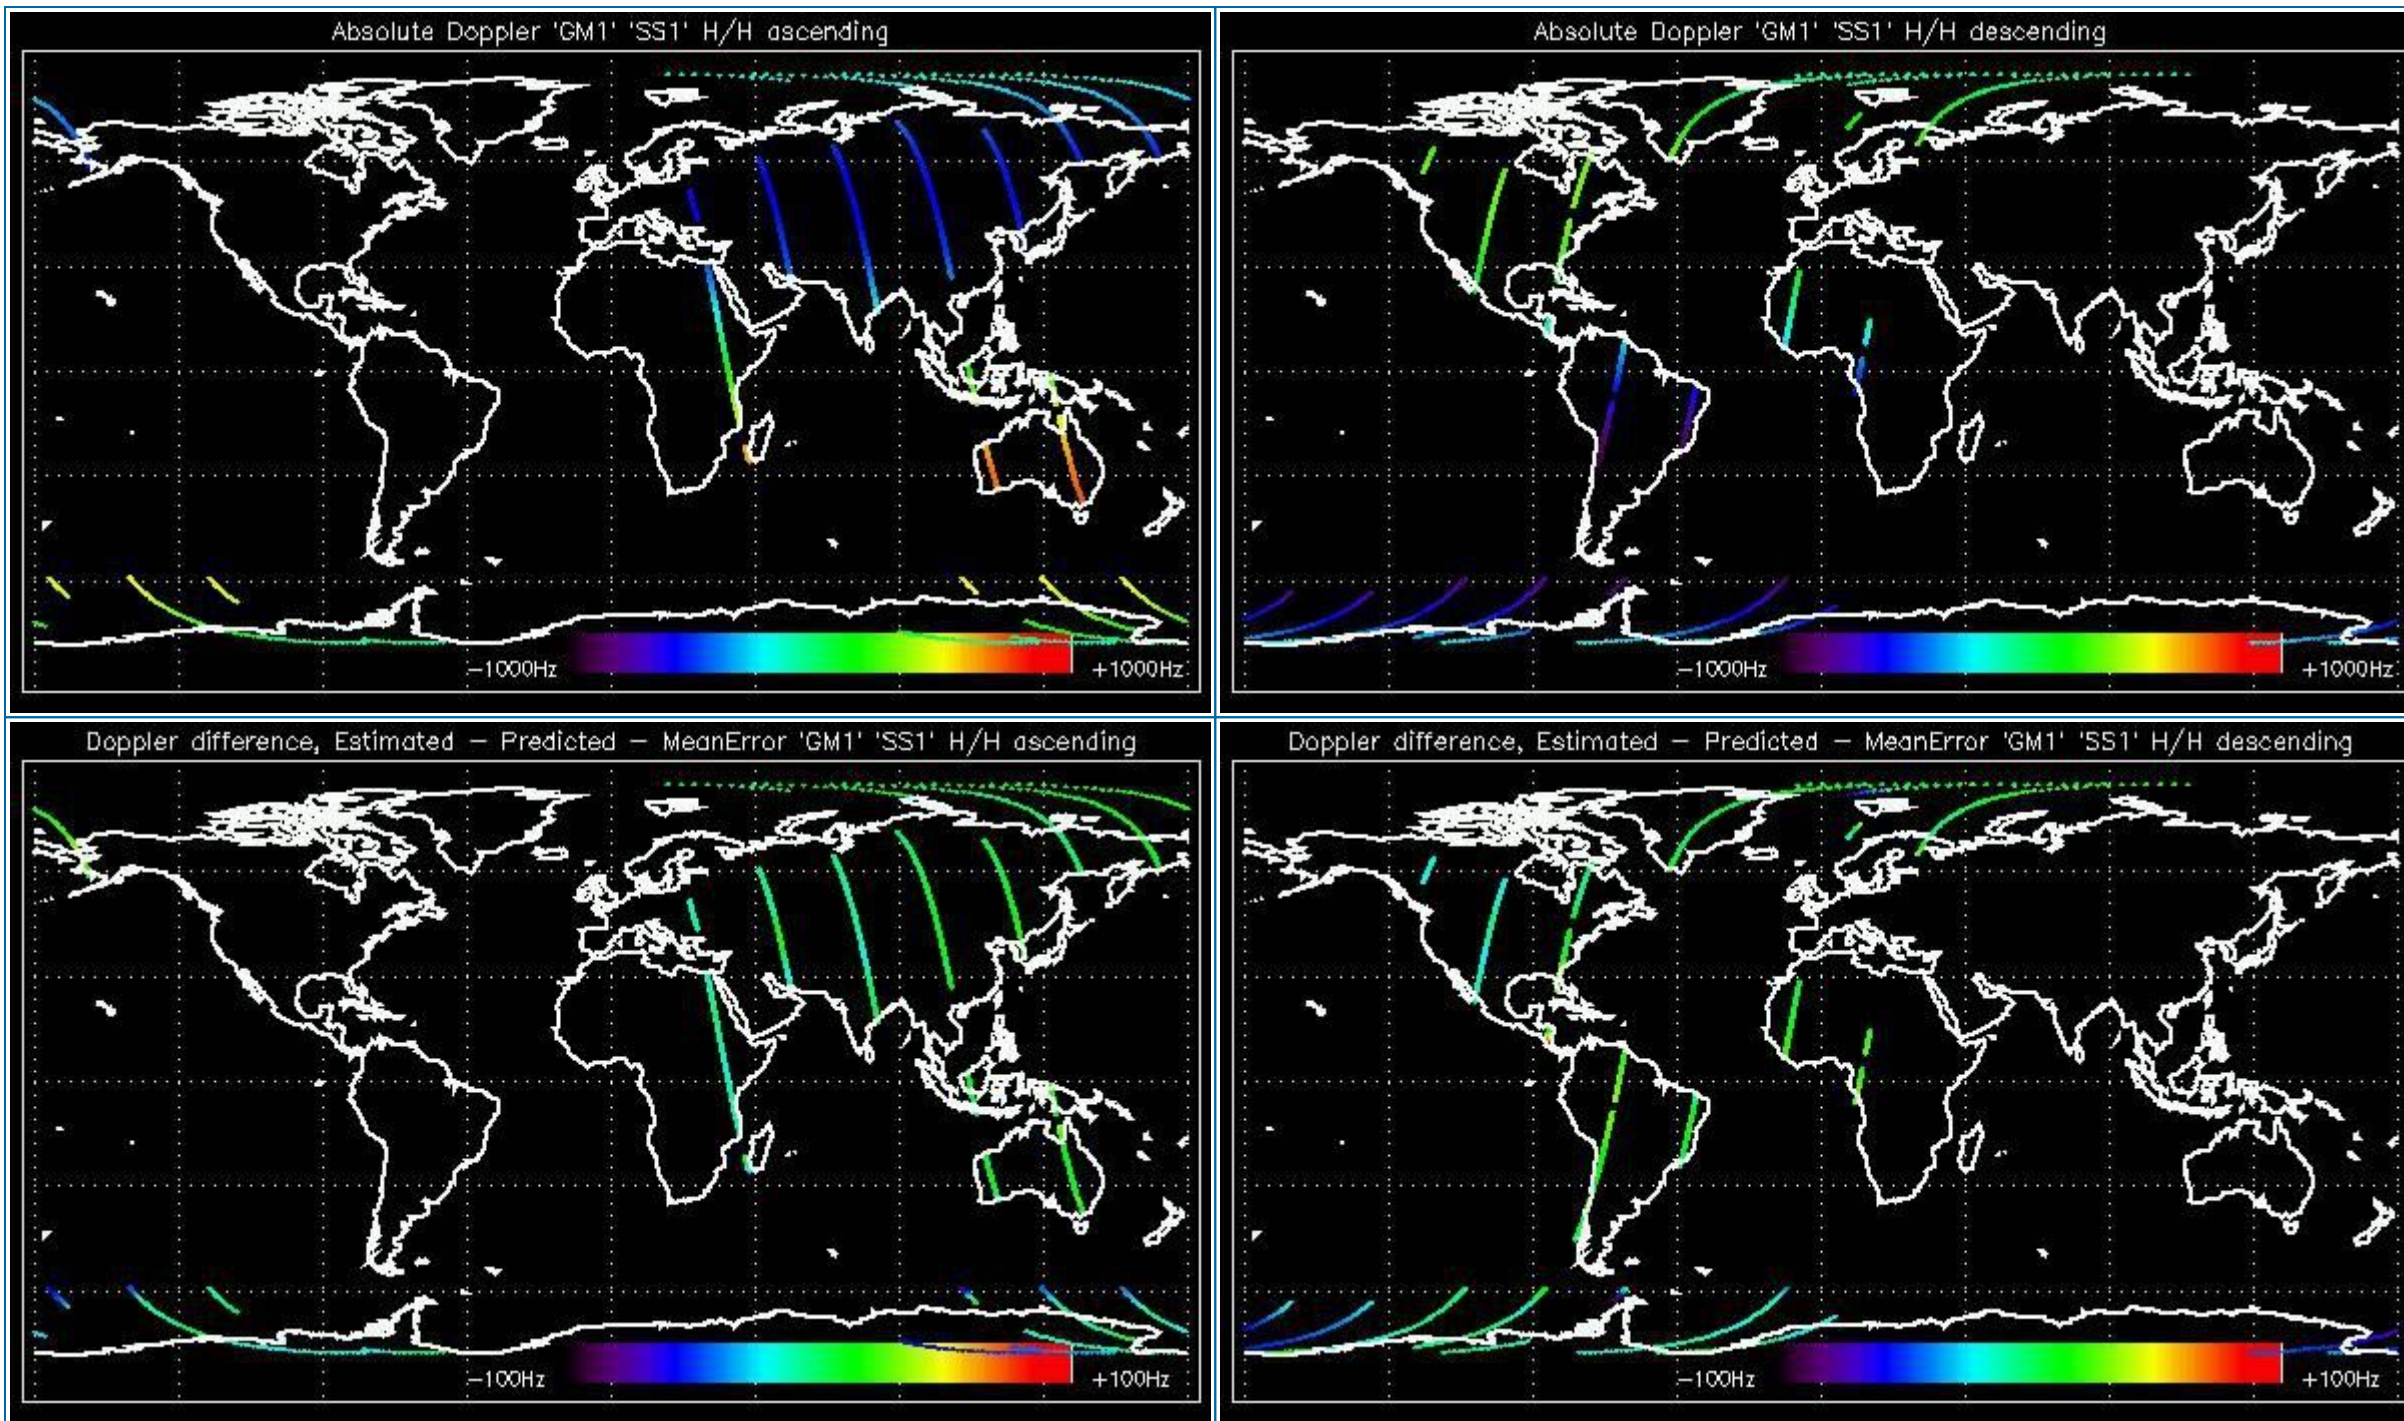 Absolute Doppler 'GM1' 'SS1' H/H ascending
−1000Hz
+1000Hz
Absolute Doppler 'GM1' 'SS1' H/H descending
−1000Hz
+1000Hz
Doppler difference, Estimated − Predicted − MeanError 'GM1' 'SS1' H/H ascending
−100Hz
+100Hz
Doppler difference, Estimated − Predicted − MeanError 'GM1' 'SS1' H/H descending
−100Hz
+100Hz